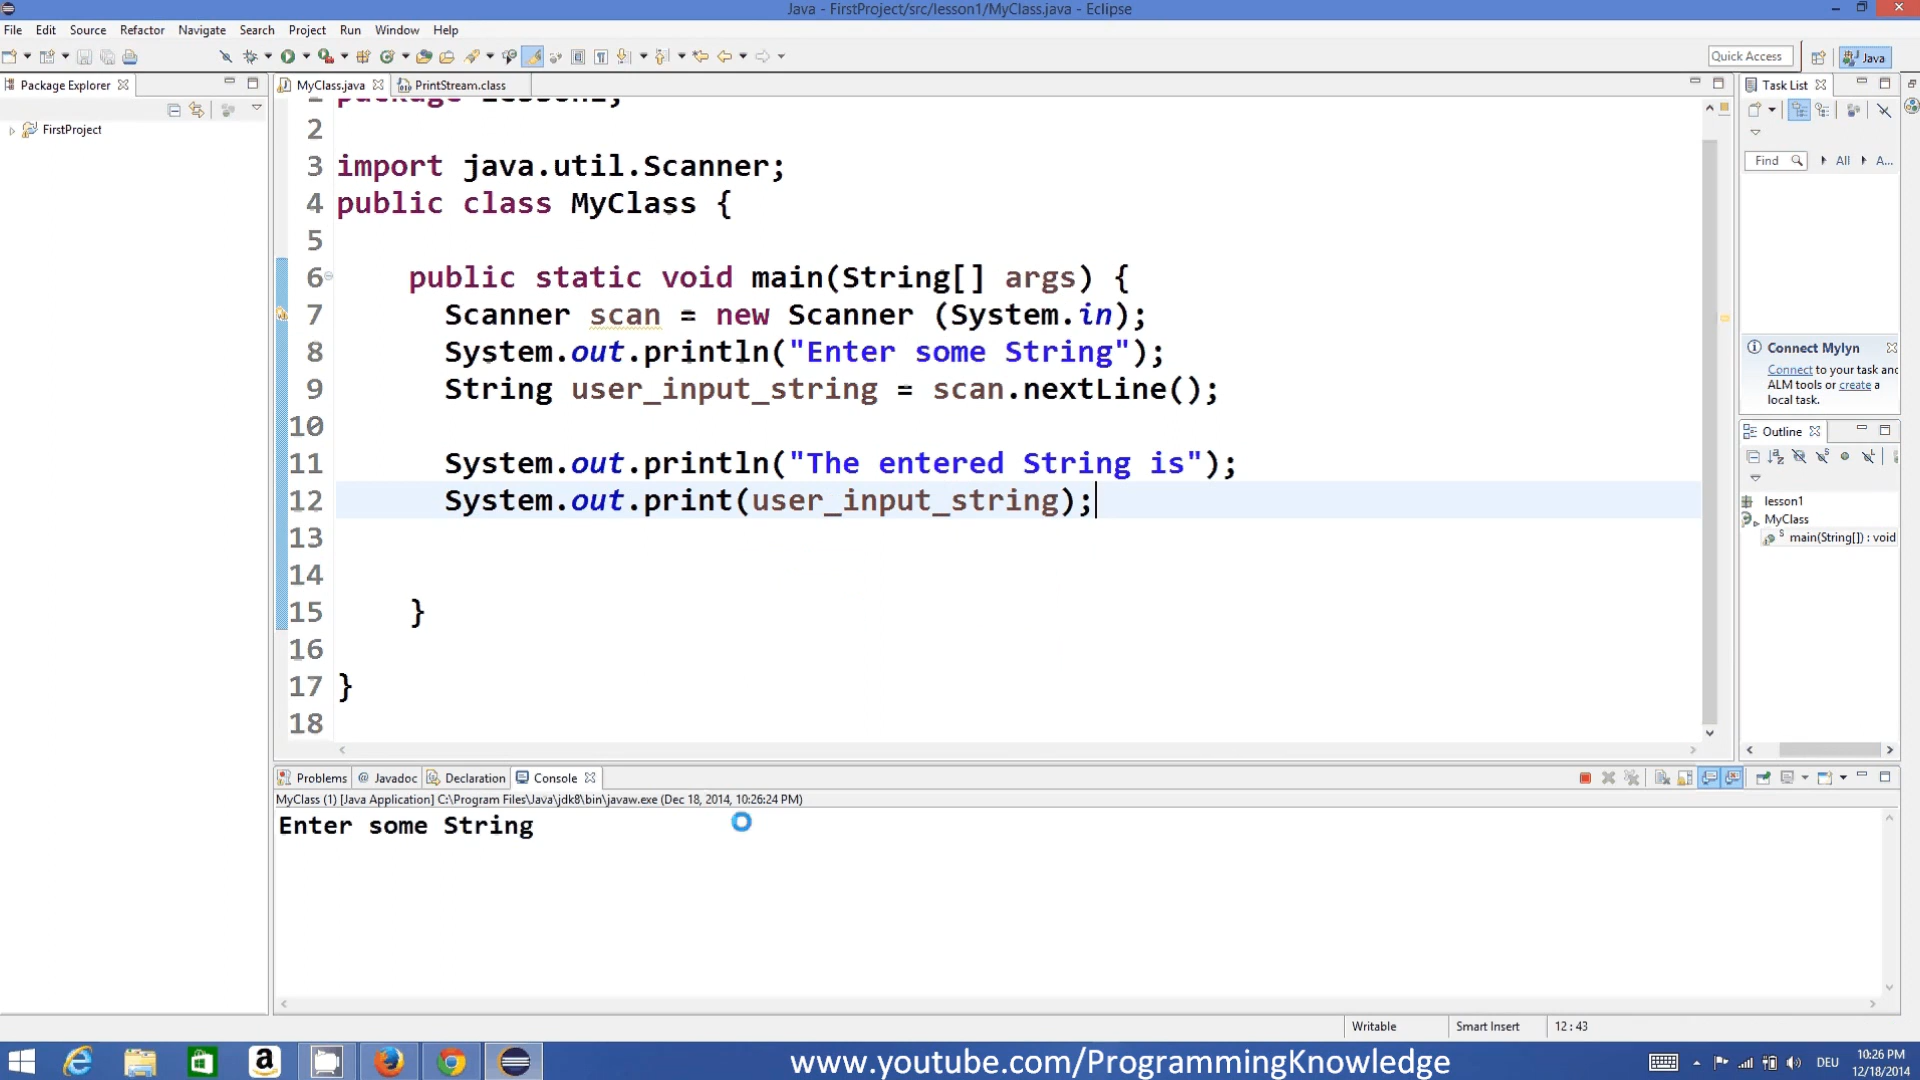 Java - FirstProject/src/lesson1/MyClass.java - Eclipse
File Edit Source Refactor Navigate Search Project Run Window Help
Quick Access
Java
Package Explorer
MyClass.java
PrintStream.class
Task List
FirstProject
Find
All
A...
1 package lesson1;
2
3 import java.util.Scanner;
4 public class MyClass {
5
6 public static void main(String[] args) {
7 Scanner scan = new Scanner (System.in);
8 System.out.println("Enter some String");
9 String user_input_string = scan.nextLine();
10
11 System.out.println("The entered String is");
12 System.out.print(user_input_string);
13
14
15 }
16
17 }
18
Connect Mylyn
Connect to your task and
ALM tools or create a
local task.
Outline
lesson1
MyClass
main(String[]) : void
Problems @ Javadoc Declaration Console
MyClass (1) [Java Application] C:\Program Files\Java\jdk8\bin\javaw.exe (Dec 18, 2014, 10:26:24 PM)
Enter some String
Writable
Smart Insert
12 : 43
www.youtube.com/ProgrammingKnowledge
DEU
10:26 PM
12/18/2014